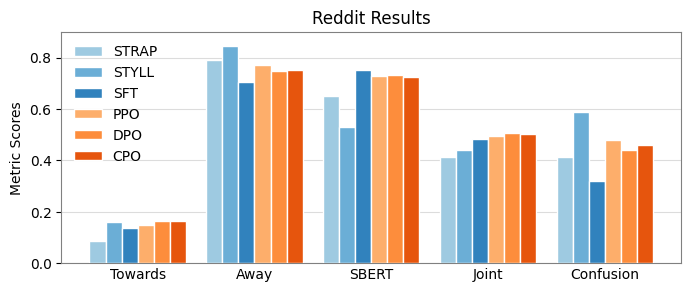 Reddit Results
Metric Scores
0.8
0.6
0.4
0.2
0.0
STRAP
STYLL
SFT
PPO
DPO
CPO
Towards
Away
SBERT
Joint
Confusion